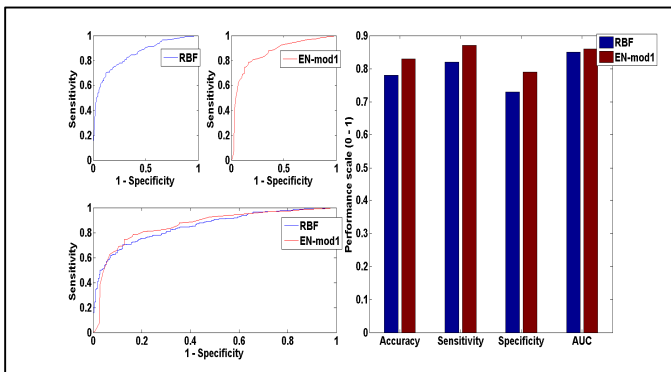 1
0.8
0.6
0.4
0.2
0
0
0.5
1
Sensitivity
1 - Specificity
RBF
1
0.8
0.6
0.4
0.2
0
0
0.5
1
Sensitivity
1 - Specificity
EN-mod1
1
0.8
0.6
0.4
0.2
0
0
0.2
0.4
0.6
0.8
1
Sensitivity
1 - Specificity
RBF
EN-mod1
0.9
0.8
0.7
0.6
0.5
0.4
0.3
0.2
0.1
0
Performance scale (0 - 1)
Accuracy
Sensitivity
Specificity
AUC
RBF
EN-mod1